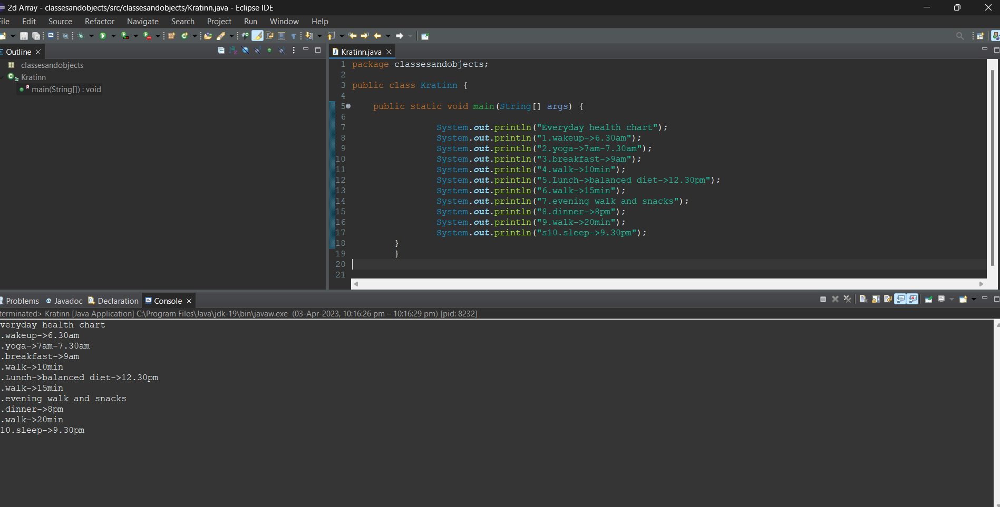 2d Array - classesandobjects/src/classesandobjects/Kratinn.java - Eclipse IDE
ile Edit Source Refactor Navigate Search Project Run Window Help
Outline
classesandobjects
Kratinn
main(String[]) : void
Kratinn.java
1 package classesandobjects;
2
3 public class Kratinn {
4
5 public static void main(String[] args) {
6
7 System.out.println("Everyday health chart");
8 System.out.println("1.wakeup->6.30am");
9 System.out.println("2.yoga->7am-7.30am");
10 System.out.println("3.breakfast->9am");
11 System.out.println("4.walk->10min");
12 System.out.println("5.Lunch->balanced diet->12.30pm");
13 System.out.println("6.walk->15min");
14 System.out.println("7.evening walk and snacks");
15 System.out.println("8.dinner->8pm");
16 System.out.println("9.walk->20min");
17 System.out.println("s10.sleep->9.30pm");
18 }
19 }
20
21
Problems Javadoc Declaration Console
terminated> Kratinn [Java Application] C:\Program Files\Java\jdk-19\bin\javaw.exe (03-Apr-2023, 10:16:26 pm – 10:16:29 pm) [pid: 8232]
veryday health chart
.wakeup->6.30am
.yoga->7am-7.30am
.breakfast->9am
.walk->10min
.Lunch->balanced diet->12.30pm
.walk->15min
.evening walk and snacks
.dinner->8pm
.walk->20min
10.sleep->9.30pm